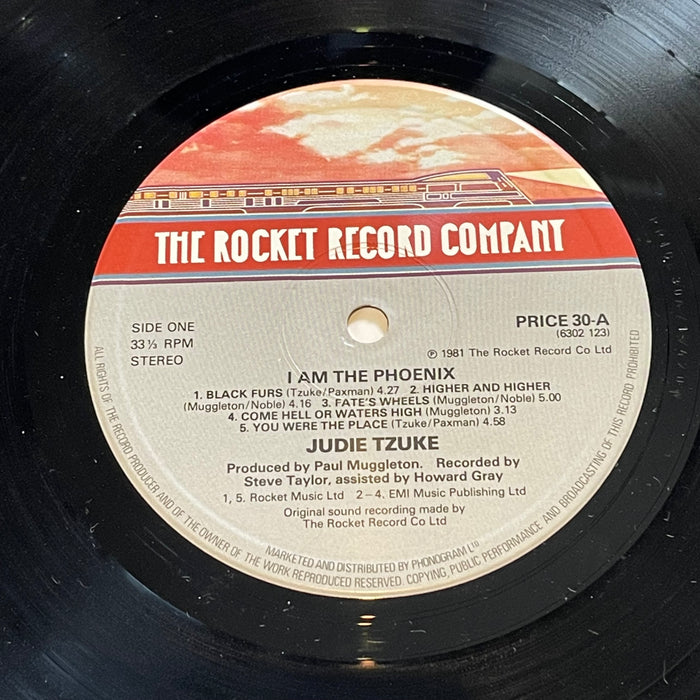 THE ROCKET RECORD COMPANY
SIDE ONE
33⅓ RPM
STEREO
PRICE 30-A
(6302 123)
℗ 1981 The Rocket Record Co Ltd
I AM THE PHOENIX
1. BLACK FURS (Tzuke/Paxman) 4.27 2. HIGHER AND HIGHER
(Muggleton/Noble) 4.16 3. FATE'S WHEELS (Muggleton/Noble) 5.00
4. COME HELL OR WATERS HIGH (Muggleton) 3.13
5. YOU WERE THE PLACE (Tzuke/Paxman) 4.58
JUDIE TZUKE
Produced by Paul Muggleton. Recorded by
Steve Taylor, assisted by Howard Gray
1, 5. Rocket Music Ltd 2–4. EMI Music Publishing Ltd
Original sound recording made by
The Rocket Record Co Ltd
MARKETED AND DISTRIBUTED BY PHONOGRAM LTD
ALL RIGHTS OF THE RECORD PRODUCER AND OF THE OWNER OF THE WORK REPRODUCED RESERVED. COPYING, PUBLIC PERFORMANCE AND BROADCASTING OF THIS RECORD PROHIBITED